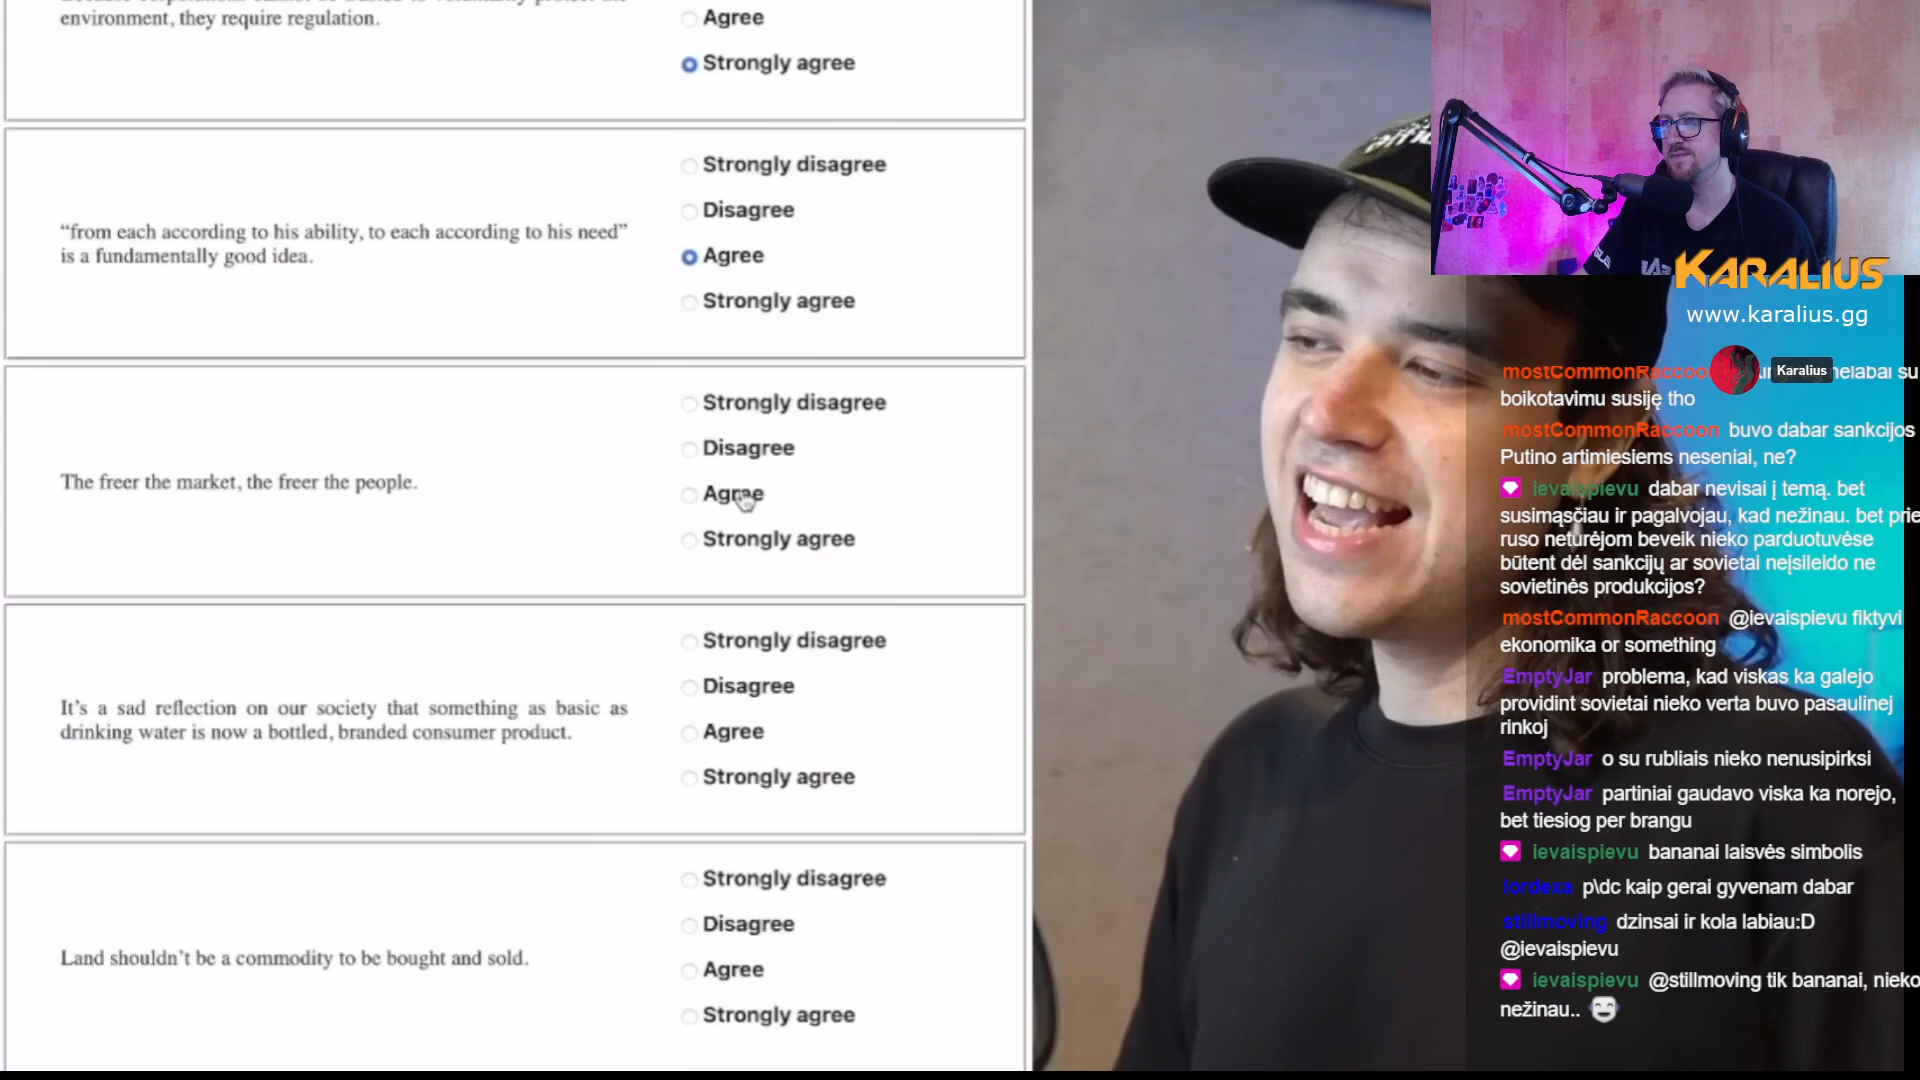 environment, they require regulation.
Agree
Strongly agree
Strongly disagree
Disagree
“from each according to his ability, to each according to his need”
is a fundamentally good idea.
Agree
Strongly agree
Strongly disagree
Disagree
The freer the market, the freer the people.
Agree
Strongly agree
Strongly disagree
Disagree
It’s a sad reflection on our society that something as basic as
drinking water is now a bottled, branded consumer product.
Agree
Strongly agree
Strongly disagree
Disagree
Land shouldn’t be a commodity to be bought and sold.
Agree
Strongly agree
KARALIUS
www.karalius.gg
Karalius
su
boikotavimu susiję tho
mostCommonRaccoon buvo dabar sankcijos
Putino artimiesiems neseniai, ne?
ievaispievu dabar nevisai į temą. bet
susimąsčiau ir pagalvojau, kad nežinau. bet prie
ruso neturėjom beveik nieko parduotuvėse
būtent dėl sankcijų ar sovietai neįsileido ne
sovietinės produkcijos?
mostCommonRaccoon @ievaispievu fiktyvi
ekonomika or something
EmptyJar problema, kad viskas ka galejo
providint sovietai nieko verta buvo pasaulinej
rinkoj
EmptyJar o su rubliais nieko nenusipirksi
EmptyJar partiniai gaudavo viska ka norejo,
bet tiesiog per brangu
ievaispievu bananai laisvės simbolis
lordexa p\dc kaip gerai gyvenam dabar
stillmoving dzinsai ir kola labiau:D
@ievaispievu
ievaispievu @stillmoving tik bananai, nieko
nežinau..